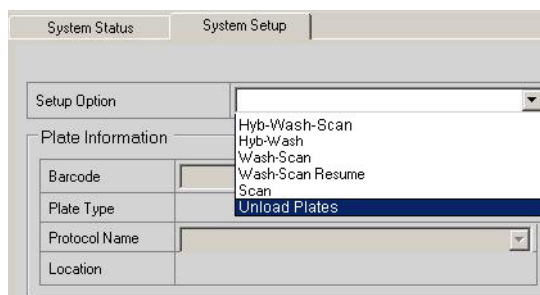 System Status
System Setup
Setup Option
Hyb-Wash-Scan
Hyb-Wash
Wash-Scan
Wash-Scan Resume
Scan
Unload Plates
Plate Information
Barcode
Plate Type
Protocol Name
Location